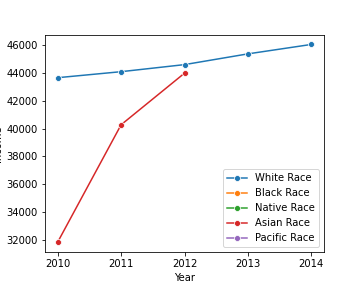 46000
44000
42000
40000
38000
36000
34000
32000
White Race
Black Race
Native Race
Asian Race
Pacific Race
2010 2011 2012 2013 2014
Year